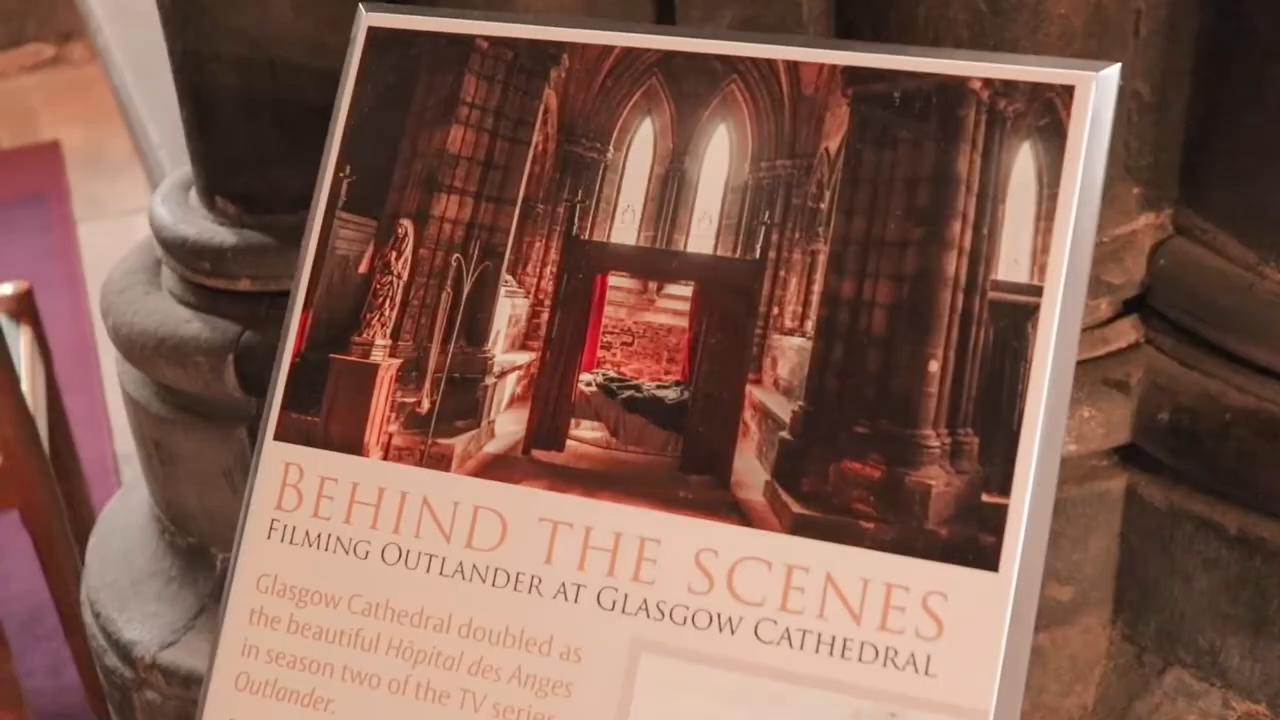 BEHIND THE SCENES
FILMING OUTLANDER AT GLASGOW CATHEDRAL
Glasgow Cathedral doubled as
the beautiful Hôpital des Anges
in season two of the TV series
Outlander.